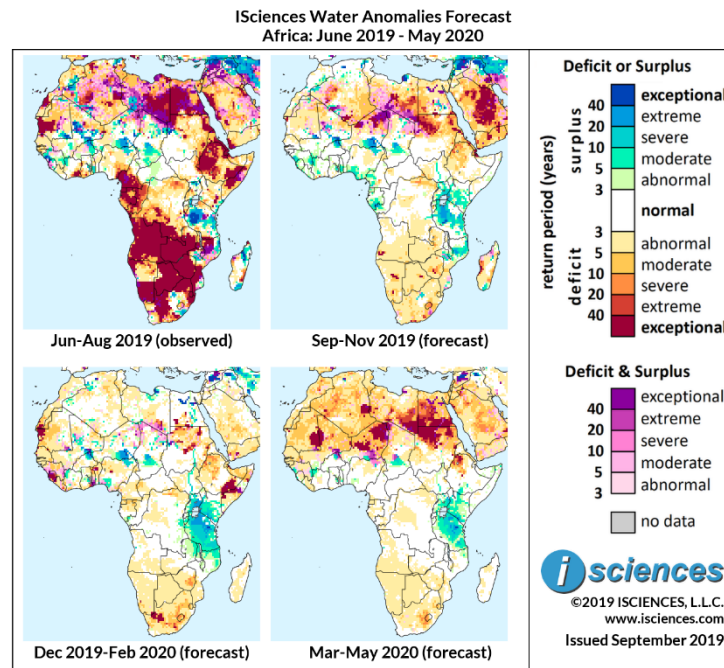 ISciences Water Anomalies Forecast
Africa: June 2019 - May 2020
Jun-Aug 2019 (observed)
Sep-Nov 2019 (forecast)
Dec 2019-Feb 2020 (forecast)
Mar-May 2020 (forecast)
Deficit or Surplus
return period (years)
surplus
deficit
40
20
10
5
3
3
5
10
20
40
exceptional
extreme
severe
moderate
abnormal
normal
abnormal
moderate
severe
extreme
exceptional
Deficit & Surplus
40
20
10
5
3
exceptional
extreme
severe
moderate
abnormal
no data
i sciences
©2019 ISCIENCES, L.L.C.
www.isciences.com
Issued September 2019